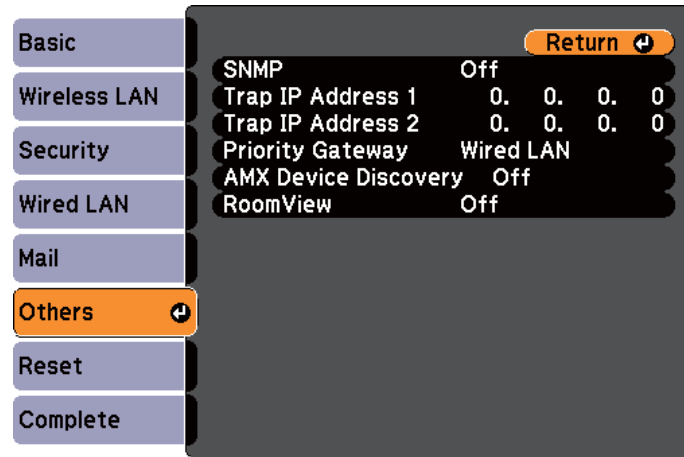 Basic
Wireless LAN
Security
Wired LAN
Mail
Others
Reset
Complete
Return
SNMP Off
Trap IP Address 1 0. 0. 0. 0
Trap IP Address 2 0. 0. 0. 0
Priority Gateway Wired LAN
AMX Device Discovery Off
RoomView Off